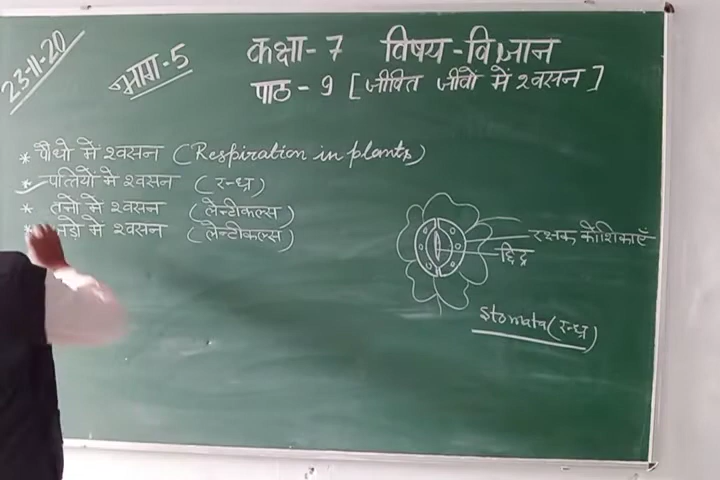 23-11-20
भाग-5
कक्षा-7 विषय-विज्ञान
पाठ-9 [जीवित जीवों में श्वसन]
* पौधो में श्वसन (Respiration in plants)
* पत्तियों मे श्वसन (रन्ध्र)
* तनो मे श्वसन (लेन्टीकल्स)
* जड़ो मे श्वसन (लेन्टीकल्स)
रक्षक कोशिकाएँ
छिद्र
Stomata (रन्ध्र)